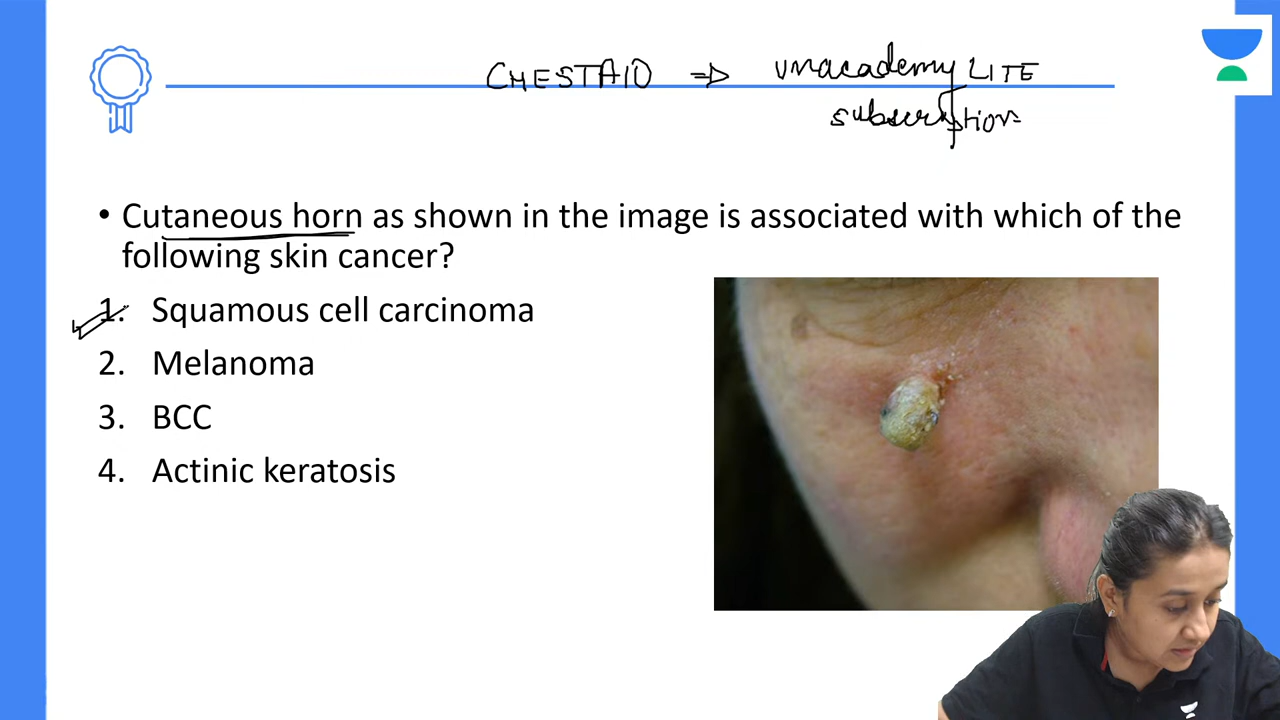 CHESTA10 ⇒ unacademy LITE
subscription
• Cutaneous horn as shown in the image is associated with which of the
following skin cancer?
1. Squamous cell carcinoma
2. Melanoma
3. BCC
4. Actinic keratosis